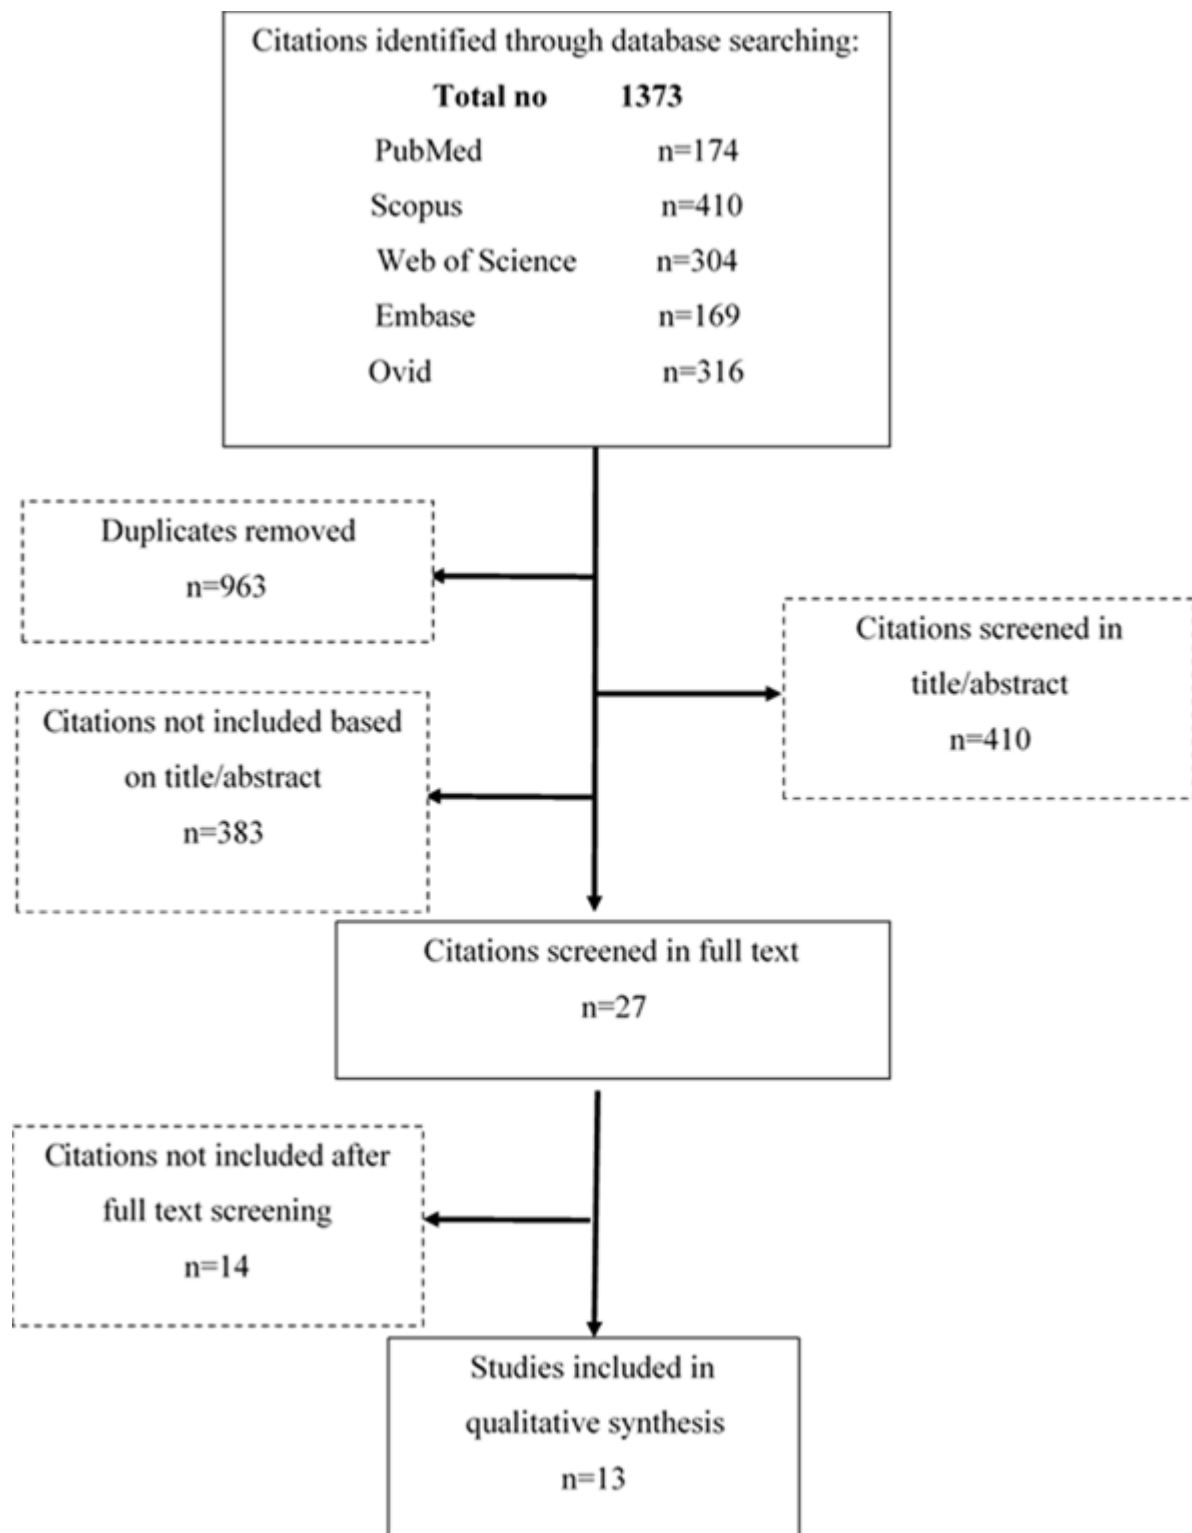 Citations identified through database searching:
Total no 1373
PubMed n=174
Scopus n=410
Web of Science n=304
Embase n=169
Ovid n=316
Duplicates removed
n=963
Citations screened in
title/abstract
n=410
Citations not included based
on title/abstract
n=383
Citations screened in full text
n=27
Citations not included after
full text screening
n=14
Studies included in
qualitative synthesis
n=13